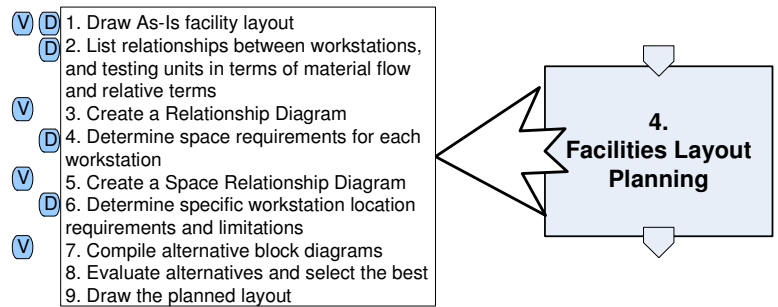 V D 1. Draw As-Is facility layout
D 2. List relationships between workstations,
and testing units in terms of material flow
and relative terms
V 3. Create a Relationship Diagram
D 4. Determine space requirements for each
workstation
V 5. Create a Space Relationship Diagram
D 6. Determine specific workstation location
requirements and limitations
V 7. Compile alternative block diagrams
8. Evaluate alternatives and select the best
9. Draw the planned layout
4.
Facilities Layout
Planning